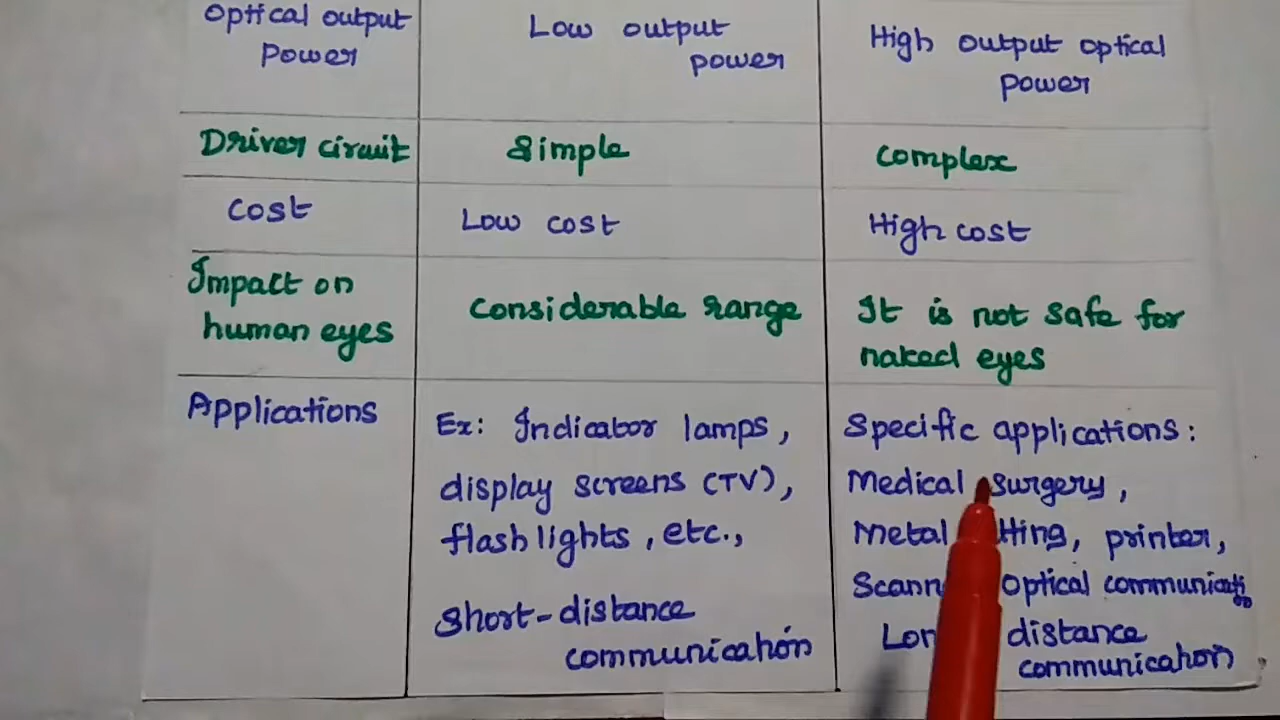 Optical output
Power
Low output
power
High output optical
power
Driver circuit
Simple
complex
Cost
Low cost
High cost
Impact on
human eyes
Considerable range
It is not safe for
naked eyes
Applications
Ex: Indicator lamps,
display screens (TV),
flash lights, etc.,
Short-distance
communication
Specific applications:
Medical surgery,
Metal printer,
optical
distance
communication